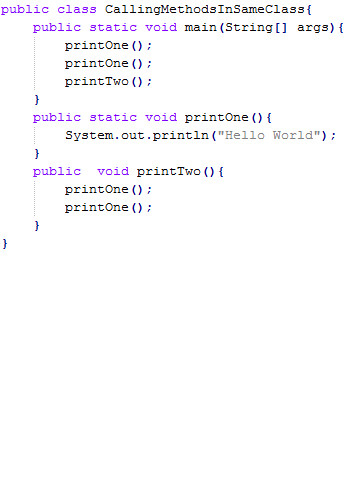 public class CallingMethodsInSameClass{
    public static void main(String[] args){
        printOne();
        printOne();
        printTwo();
    }
    public static void printOne(){
        System.out.println("Hello World");
    }
    public  void printTwo(){
        printOne();
        printOne();
    }
}